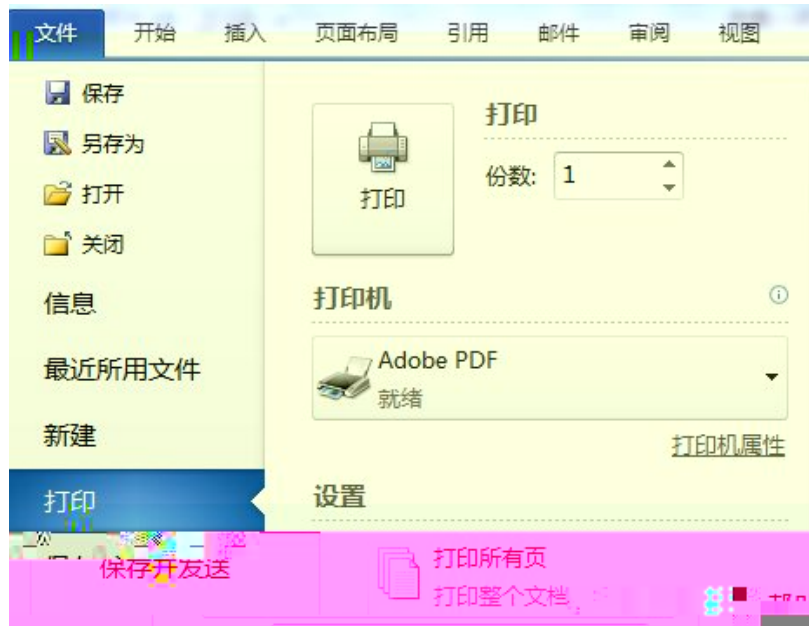 文件 开始 插入 页面布局 引用 邮件 审阅 视图
保存
另存为
打开
关闭
信息
最近所用文件
新建
打印
保存并发送
打印
打印
份数: 1
打印机
Adobe PDF
就绪
打印机属性
设置
打印所有页
打印整个文档